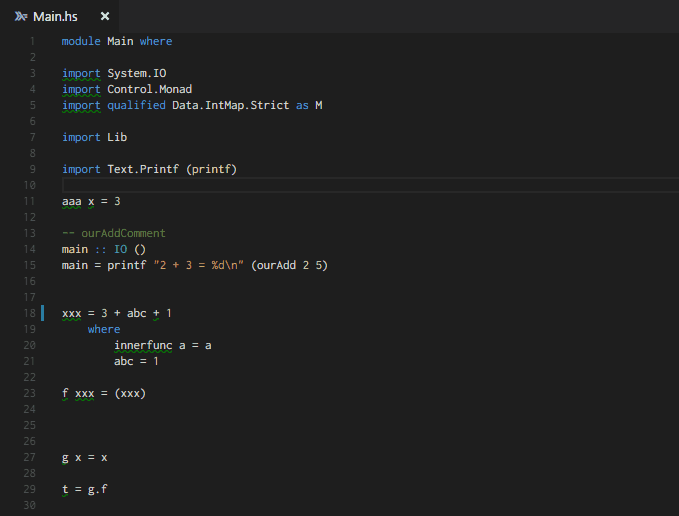 Main.hs ×
1 module Main where
2
3 import System.IO
4 import Control.Monad
5 import qualified Data.IntMap.Strict as M
6
7 import Lib
8
9 import Text.Printf (printf)
10
11 aaa x = 3
12
13 -- ourAddComment
14 main :: IO ()
15 main = printf "2 + 3 = %d\n" (ourAdd 2 5)
16
17
18 xxx = 3 + abc + 1
19 where
20 innerfunc a = a
21 abc = 1
22
23 f xxx = (xxx)
24
25
26
27 g x = x
28
29 t = g.f
30